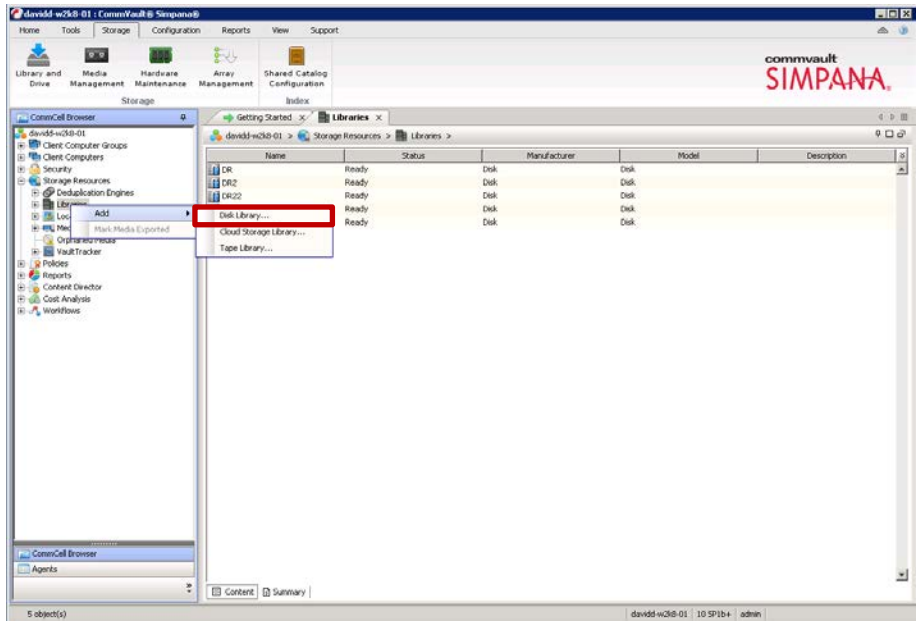 davidd-w2k8-01 : CommVault® Simpana®
Home Tools Storage Configuration Reports View Support
Library and Drive
Media Management
Hardware Maintenance
Array Management
Shared Catalog Configuration
Storage
Index
commvault
SIMPANA
CommCell Browser
Getting Started
Libraries
davidd-w2k8-01
davidd-w2k8-01 > Storage Resources > Libraries >
Client Computer Groups
Client Computers
Security
Storage Resources
Deduplication Engines
Libraries
Loc
Med
Orphaned Media
VaultTracker
Policies
Reports
Content Director
Cost Analysis
Workflows
Add
Mark Media Exported
Disk Library...
Cloud Storage Library...
Tape Library...
Name Status Manufacturer Model Description
DR Ready Disk Disk
DR2 Ready Disk Disk
DR22 Ready Disk Disk
Ready Disk Disk
Ready Disk Disk
CommCell Browser
Agents
Content Summary
5 object(s)
davidd-w2k8-01 10 SP1b+ admin